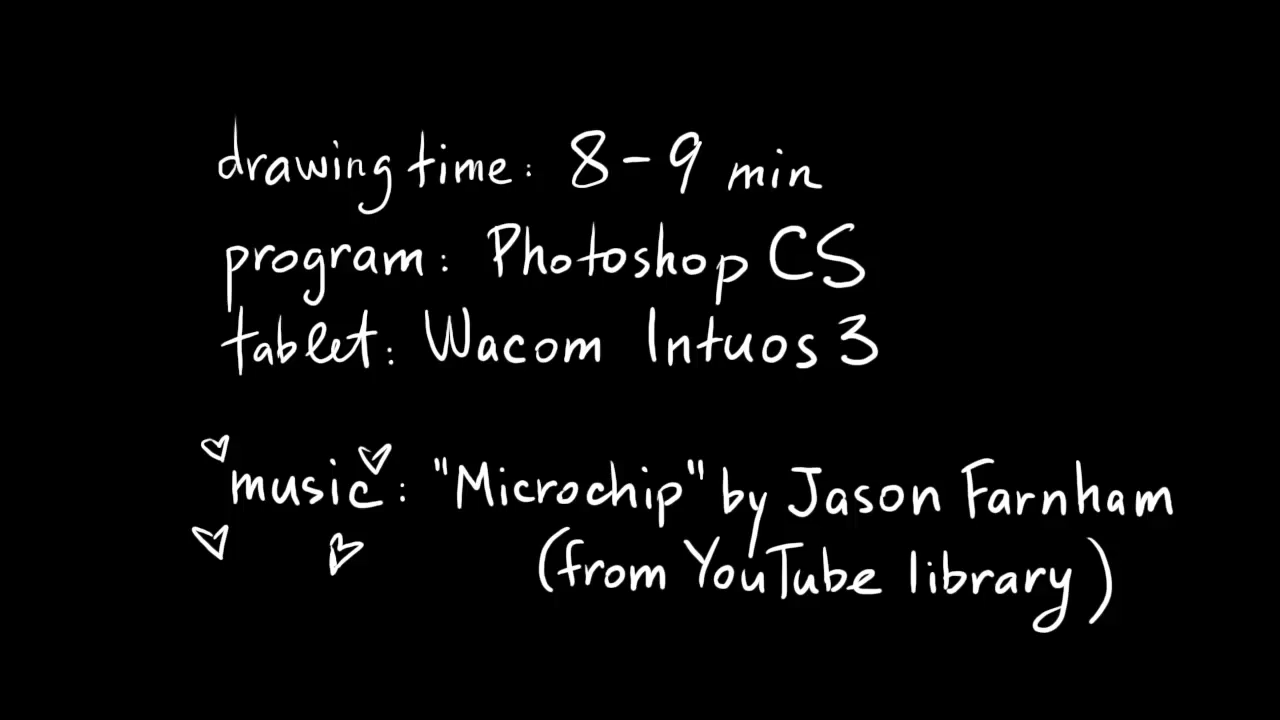 drawing time: 8-9 min
program: Photoshop CS
tablet: Wacom Intuos 3
music: "Microchip" by Jason Farnham
(from YouTube library)